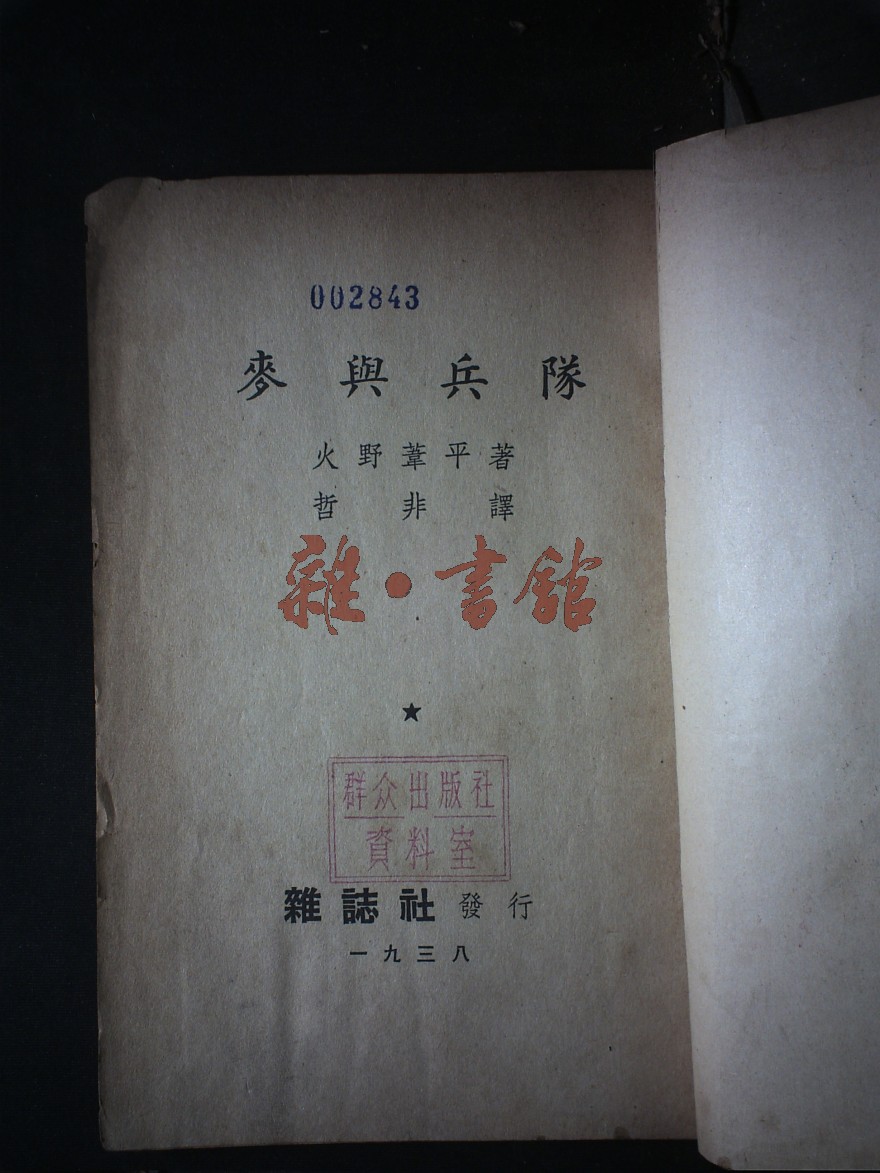 002843
麥與兵隊
火野葦平著
哲非譯
雜·書館
★
群众出版社
資料室
雜誌社發行
一九三八